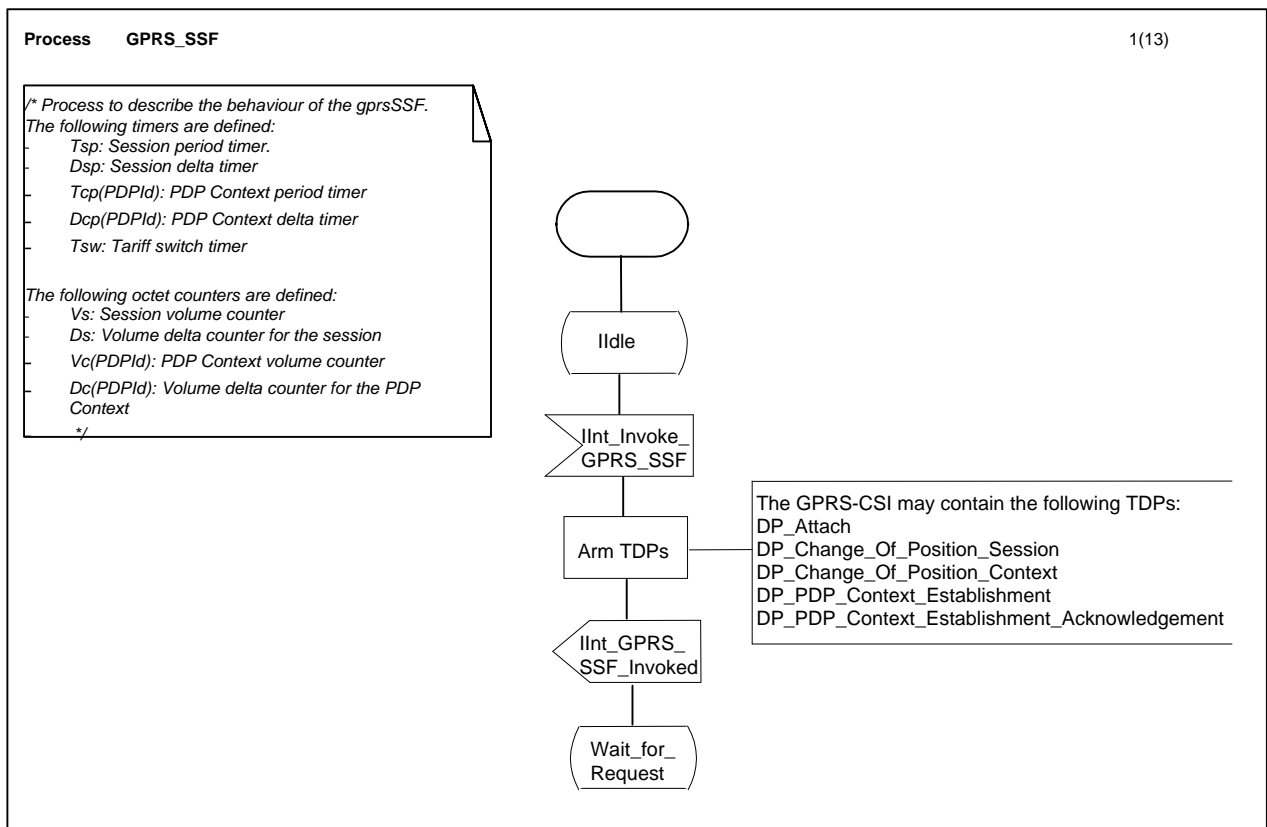 Process GPRS_SSF 1(13)
/* Process to describe the behaviour of the gprsSSF.
The following timers are defined:
- Tsp: Session period timer.
- Dsp: Session delta timer
- Tcp(PDPId): PDP Context period timer
- Dcp(PDPId): PDP Context delta timer
- Tsw: Tariff switch timer
The following octet counters are defined:
- Vs: Session volume counter
- Ds: Volume delta counter for the session
- Vc(PDPId): PDP Context volume counter
- Dc(PDPId): Volume delta counter for the PDP
Context
- */
IIdle
IInt_Invoke_
GPRS_SSF
Arm TDPs
The GPRS-CSI may contain the following TDPs:
DP_Attach
DP_Change_Of_Position_Session
DP_Change_Of_Position_Context
DP_PDP_Context_Establishment
DP_PDP_Context_Establishment_Acknowledgement
IInt_GPRS_
SSF_Invoked
Wait_for_
Request